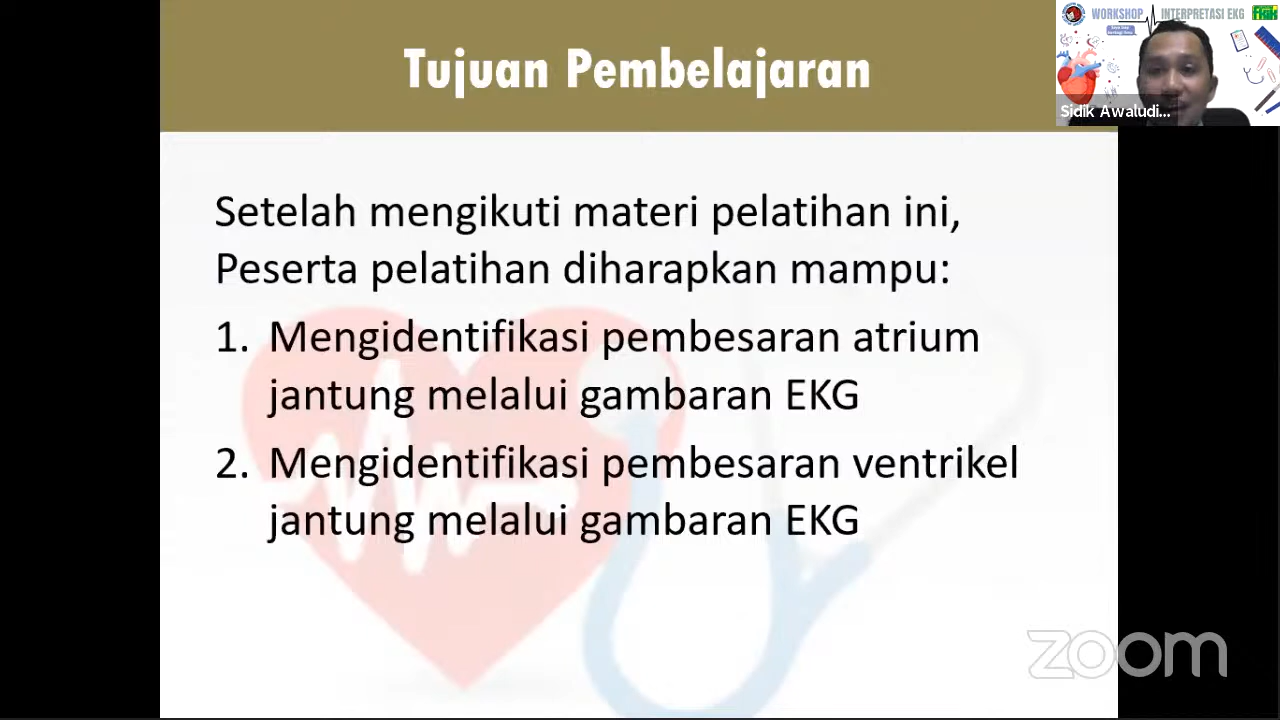 Tujuan Pembelajaran
WORKSHOP INTERPRETASI EKG
Sidik Awaludi...
Setelah mengikuti materi pelatihan ini,
Peserta pelatihan diharapkan mampu:
1. Mengidentifikasi pembesaran atrium
jantung melalui gambaran EKG
2. Mengidentifikasi pembesaran ventrikel
jantung melalui gambaran EKG
zoom